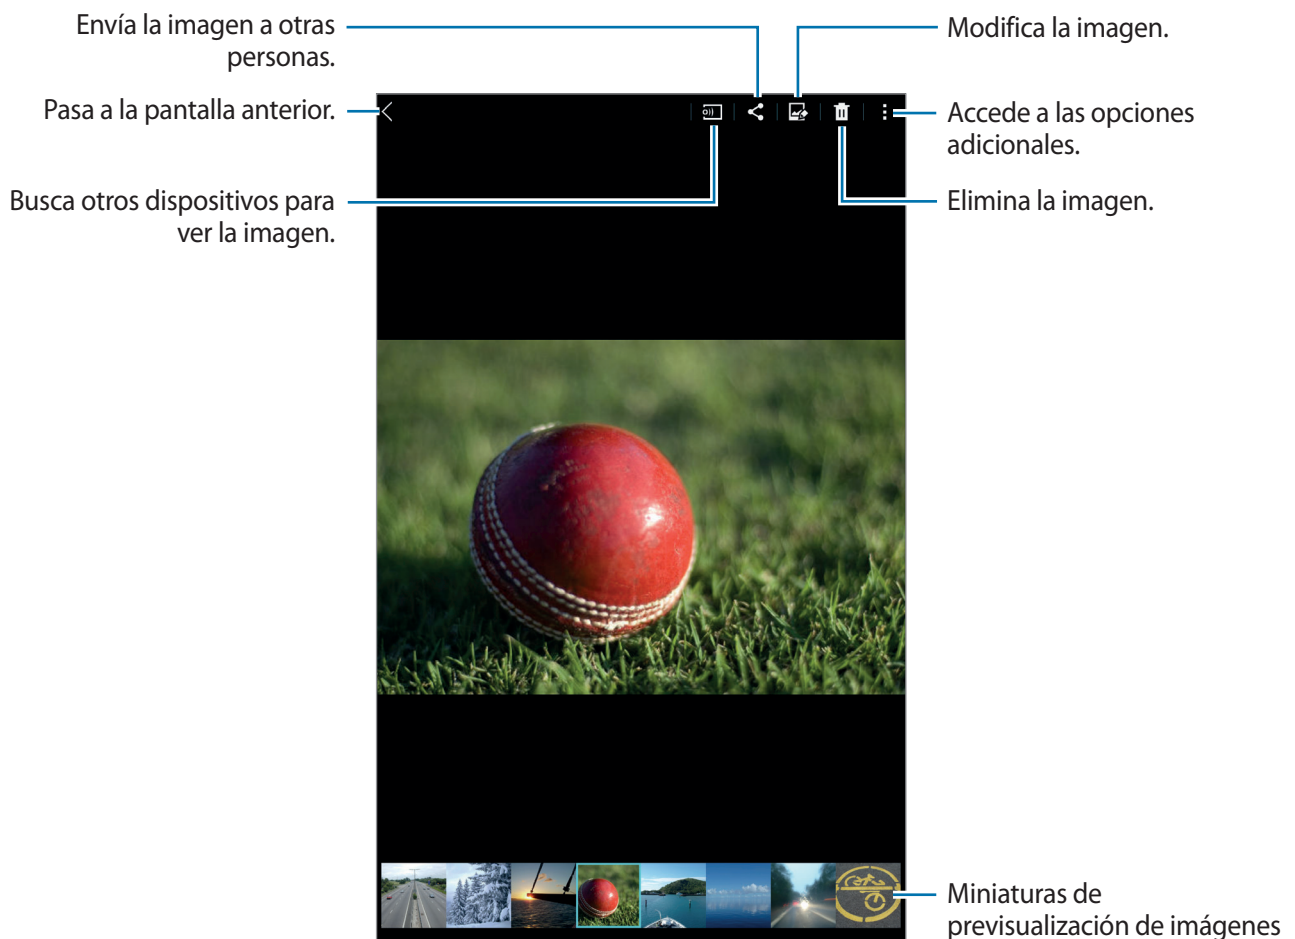 Envía la imagen a otras
personas.
Pasa a la pantalla anterior.
Busca otros dispositivos para
ver la imagen.
Modifica la imagen.
Accede a las opciones
adicionales.
Elimina la imagen.
Miniaturas de
previsualización de imágenes